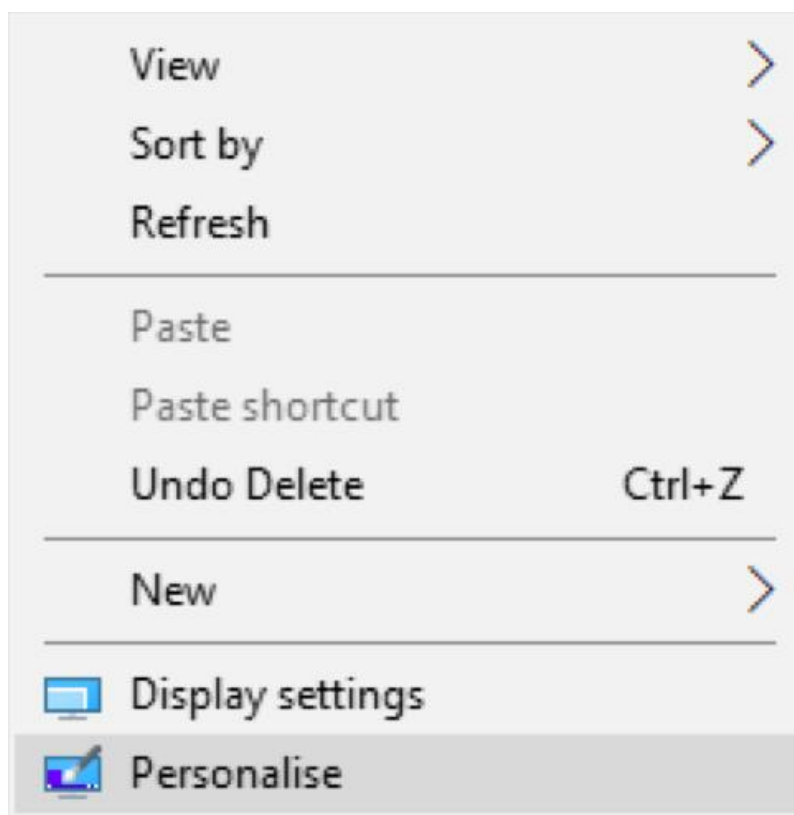 View
Sort by
Refresh
Paste
Paste shortcut
Undo Delete Ctrl+Z
New
Display settings
Personalise